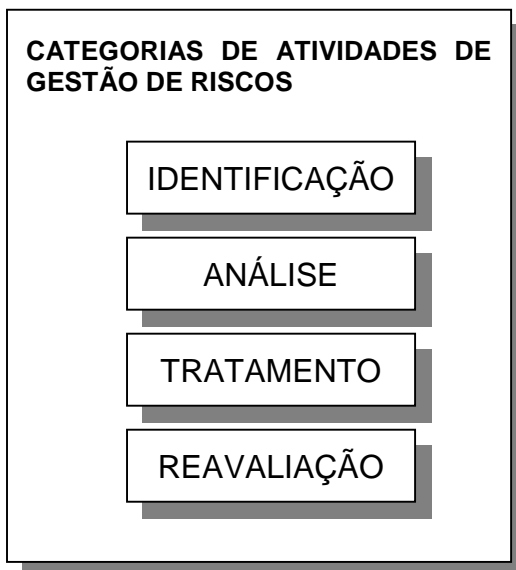 CATEGORIAS DE ATIVIDADES DE
GESTÃO DE RISCOS
IDENTIFICAÇÃO
ANÁLISE
TRATAMENTO
REAVALIAÇÃO